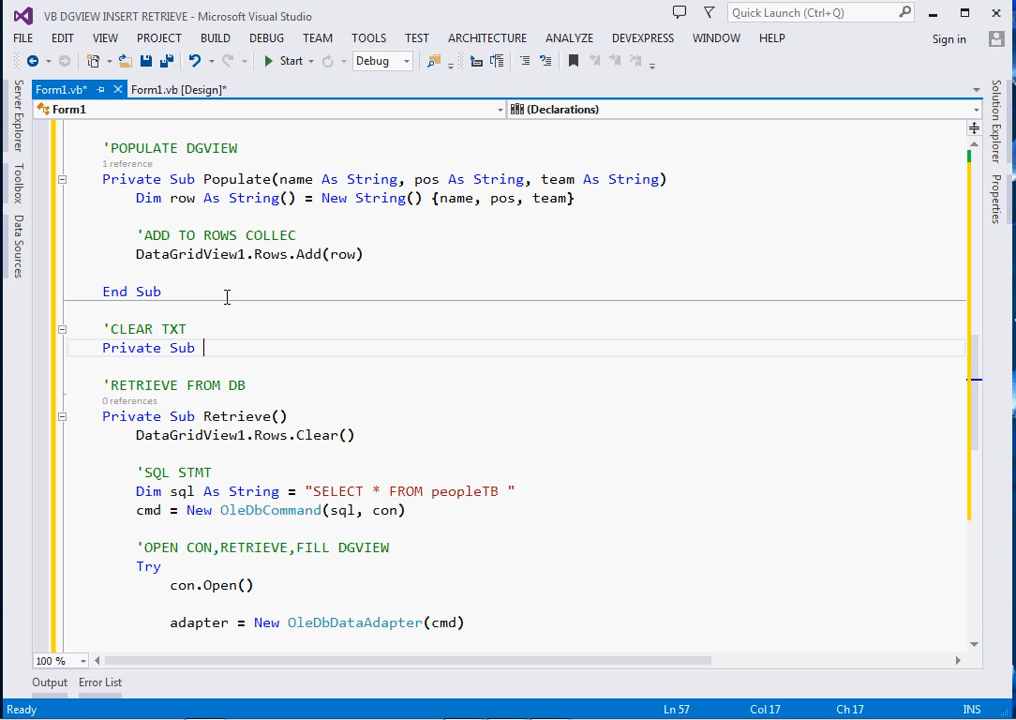 VB DGVIEW INSERT RETRIEVE - Microsoft Visual Studio
Quick Launch (Ctrl+Q)
FILE EDIT VIEW PROJECT BUILD DEBUG TEAM TOOLS TEST ARCHITECTURE ANALYZE DEVEXPRESS WINDOW HELP Sign in
Start Debug
Form1.vb* Form1.vb [Design]*
Form1 (Declarations)
Server Explorer
Toolbox
Data Sources
Solution Explorer
Properties
'POPULATE DGVIEW
1 reference
Private Sub Populate(name As String, pos As String, team As String)
Dim row As String() = New String() {name, pos, team}
'ADD TO ROWS COLLEC
DataGridView1.Rows.Add(row)
End Sub
'CLEAR TXT
Private Sub
'RETRIEVE FROM DB
0 references
Private Sub Retrieve()
DataGridView1.Rows.Clear()
'SQL STMT
Dim sql As String = "SELECT * FROM peopleTB "
cmd = New OleDbCommand(sql, con)
'OPEN CON,RETRIEVE,FILL DGVIEW
Try
con.Open()
adapter = New OleDbDataAdapter(cmd)
100 %
Output Error List
Ready Ln 57 Col 17 Ch 17 INS